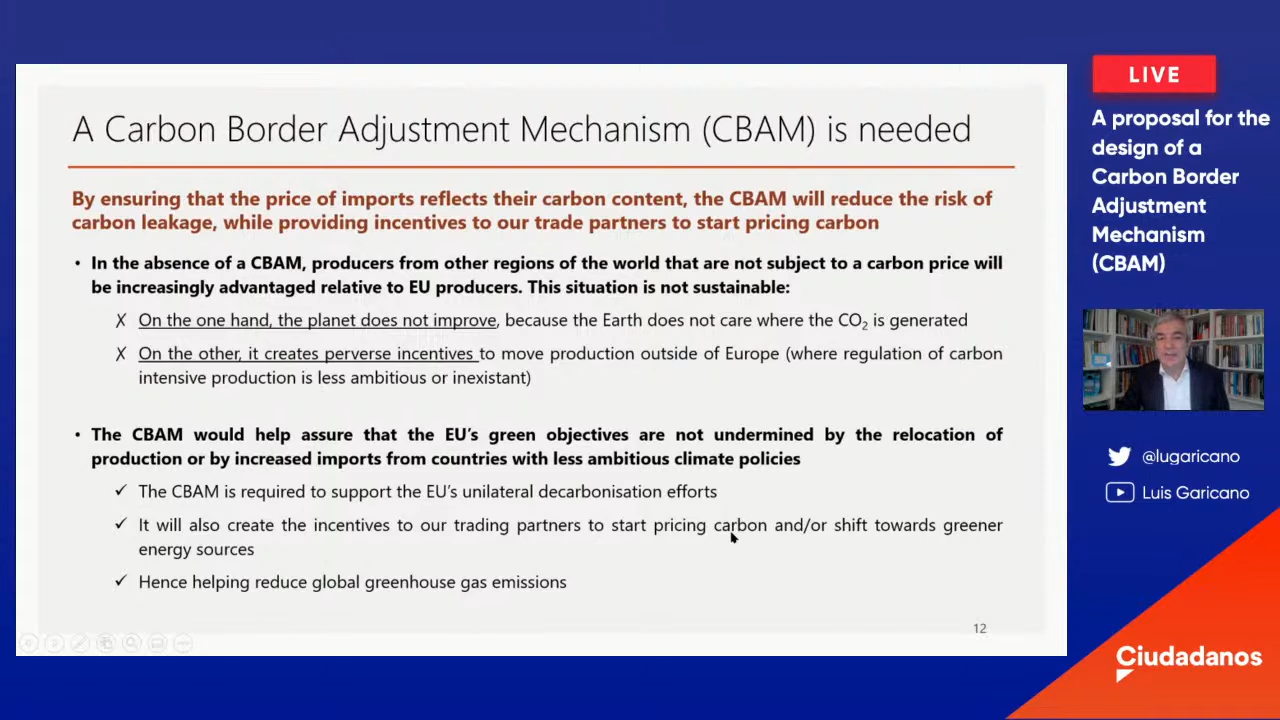 A Carbon Border Adjustment Mechanism (CBAM) is needed
By ensuring that the price of imports reflects their carbon content, the CBAM will reduce the risk of
carbon leakage, while providing incentives to our trade partners to start pricing carbon
• In the absence of a CBAM, producers from other regions of the world that are not subject to a carbon price will
be increasingly advantaged relative to EU producers. This situation is not sustainable:
X On the one hand, the planet does not improve, because the Earth does not care where the CO₂ is generated
X On the other, it creates perverse incentives to move production outside of Europe (where regulation of carbon
intensive production is less ambitious or inexistant)
• The CBAM would help assure that the EU's green objectives are not undermined by the relocation of
production or by increased imports from countries with less ambitious climate policies
✓ The CBAM is required to support the EU's unilateral decarbonisation efforts
✓ It will also create the incentives to our trading partners to start pricing carbon and/or shift towards greener
energy sources
✓ Hence helping reduce global greenhouse gas emissions
12
LIVE
A proposal for the
design of a
Carbon Border
Adjustment
Mechanism
(CBAM)
@lugaricano
Luis Garicano
Ciudadanos